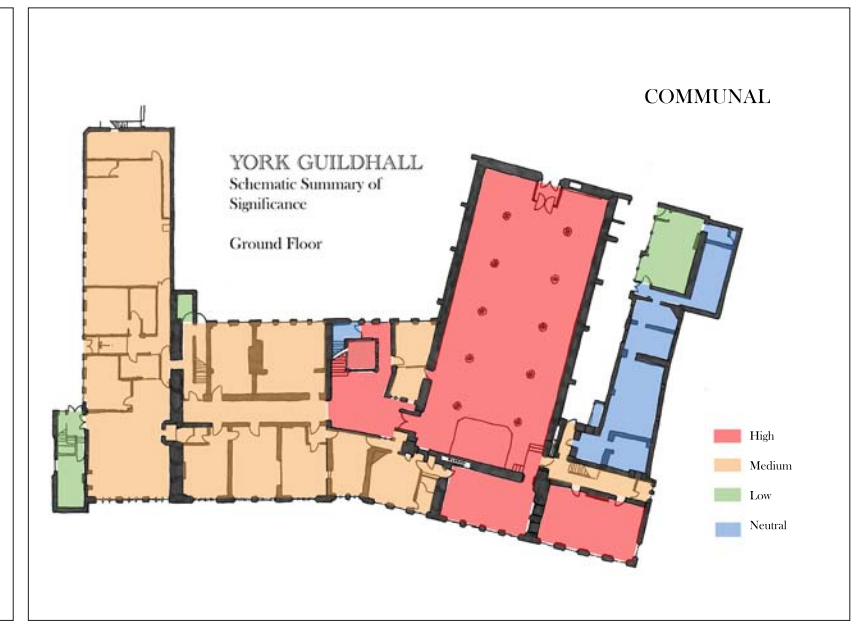 COMMUNAL
YORK GUILDHALL
Schematic Summary of
Significance
Ground Floor
High
Medium
Low
Neutral